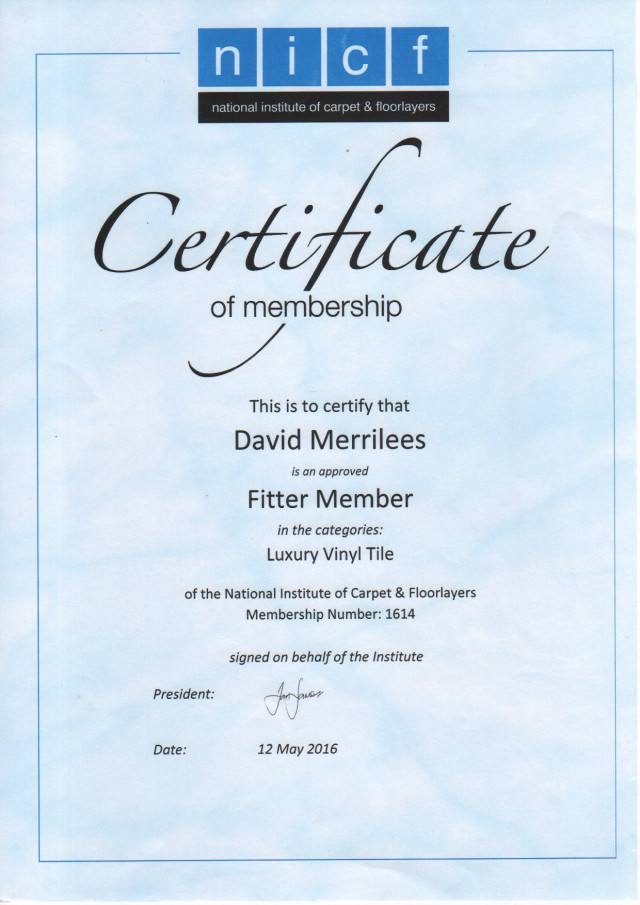 nicf
national institute of carpet & floorlayers
Certificate
of membership
This is to certify that
David Merrilees
is an approved
Fitter Member
in the categories:
Luxury Vinyl Tile
of the National Institute of Carpet & Floorlayers
Membership Number: 1614
signed on behalf of the Institute
President:
Date: 12 May 2016